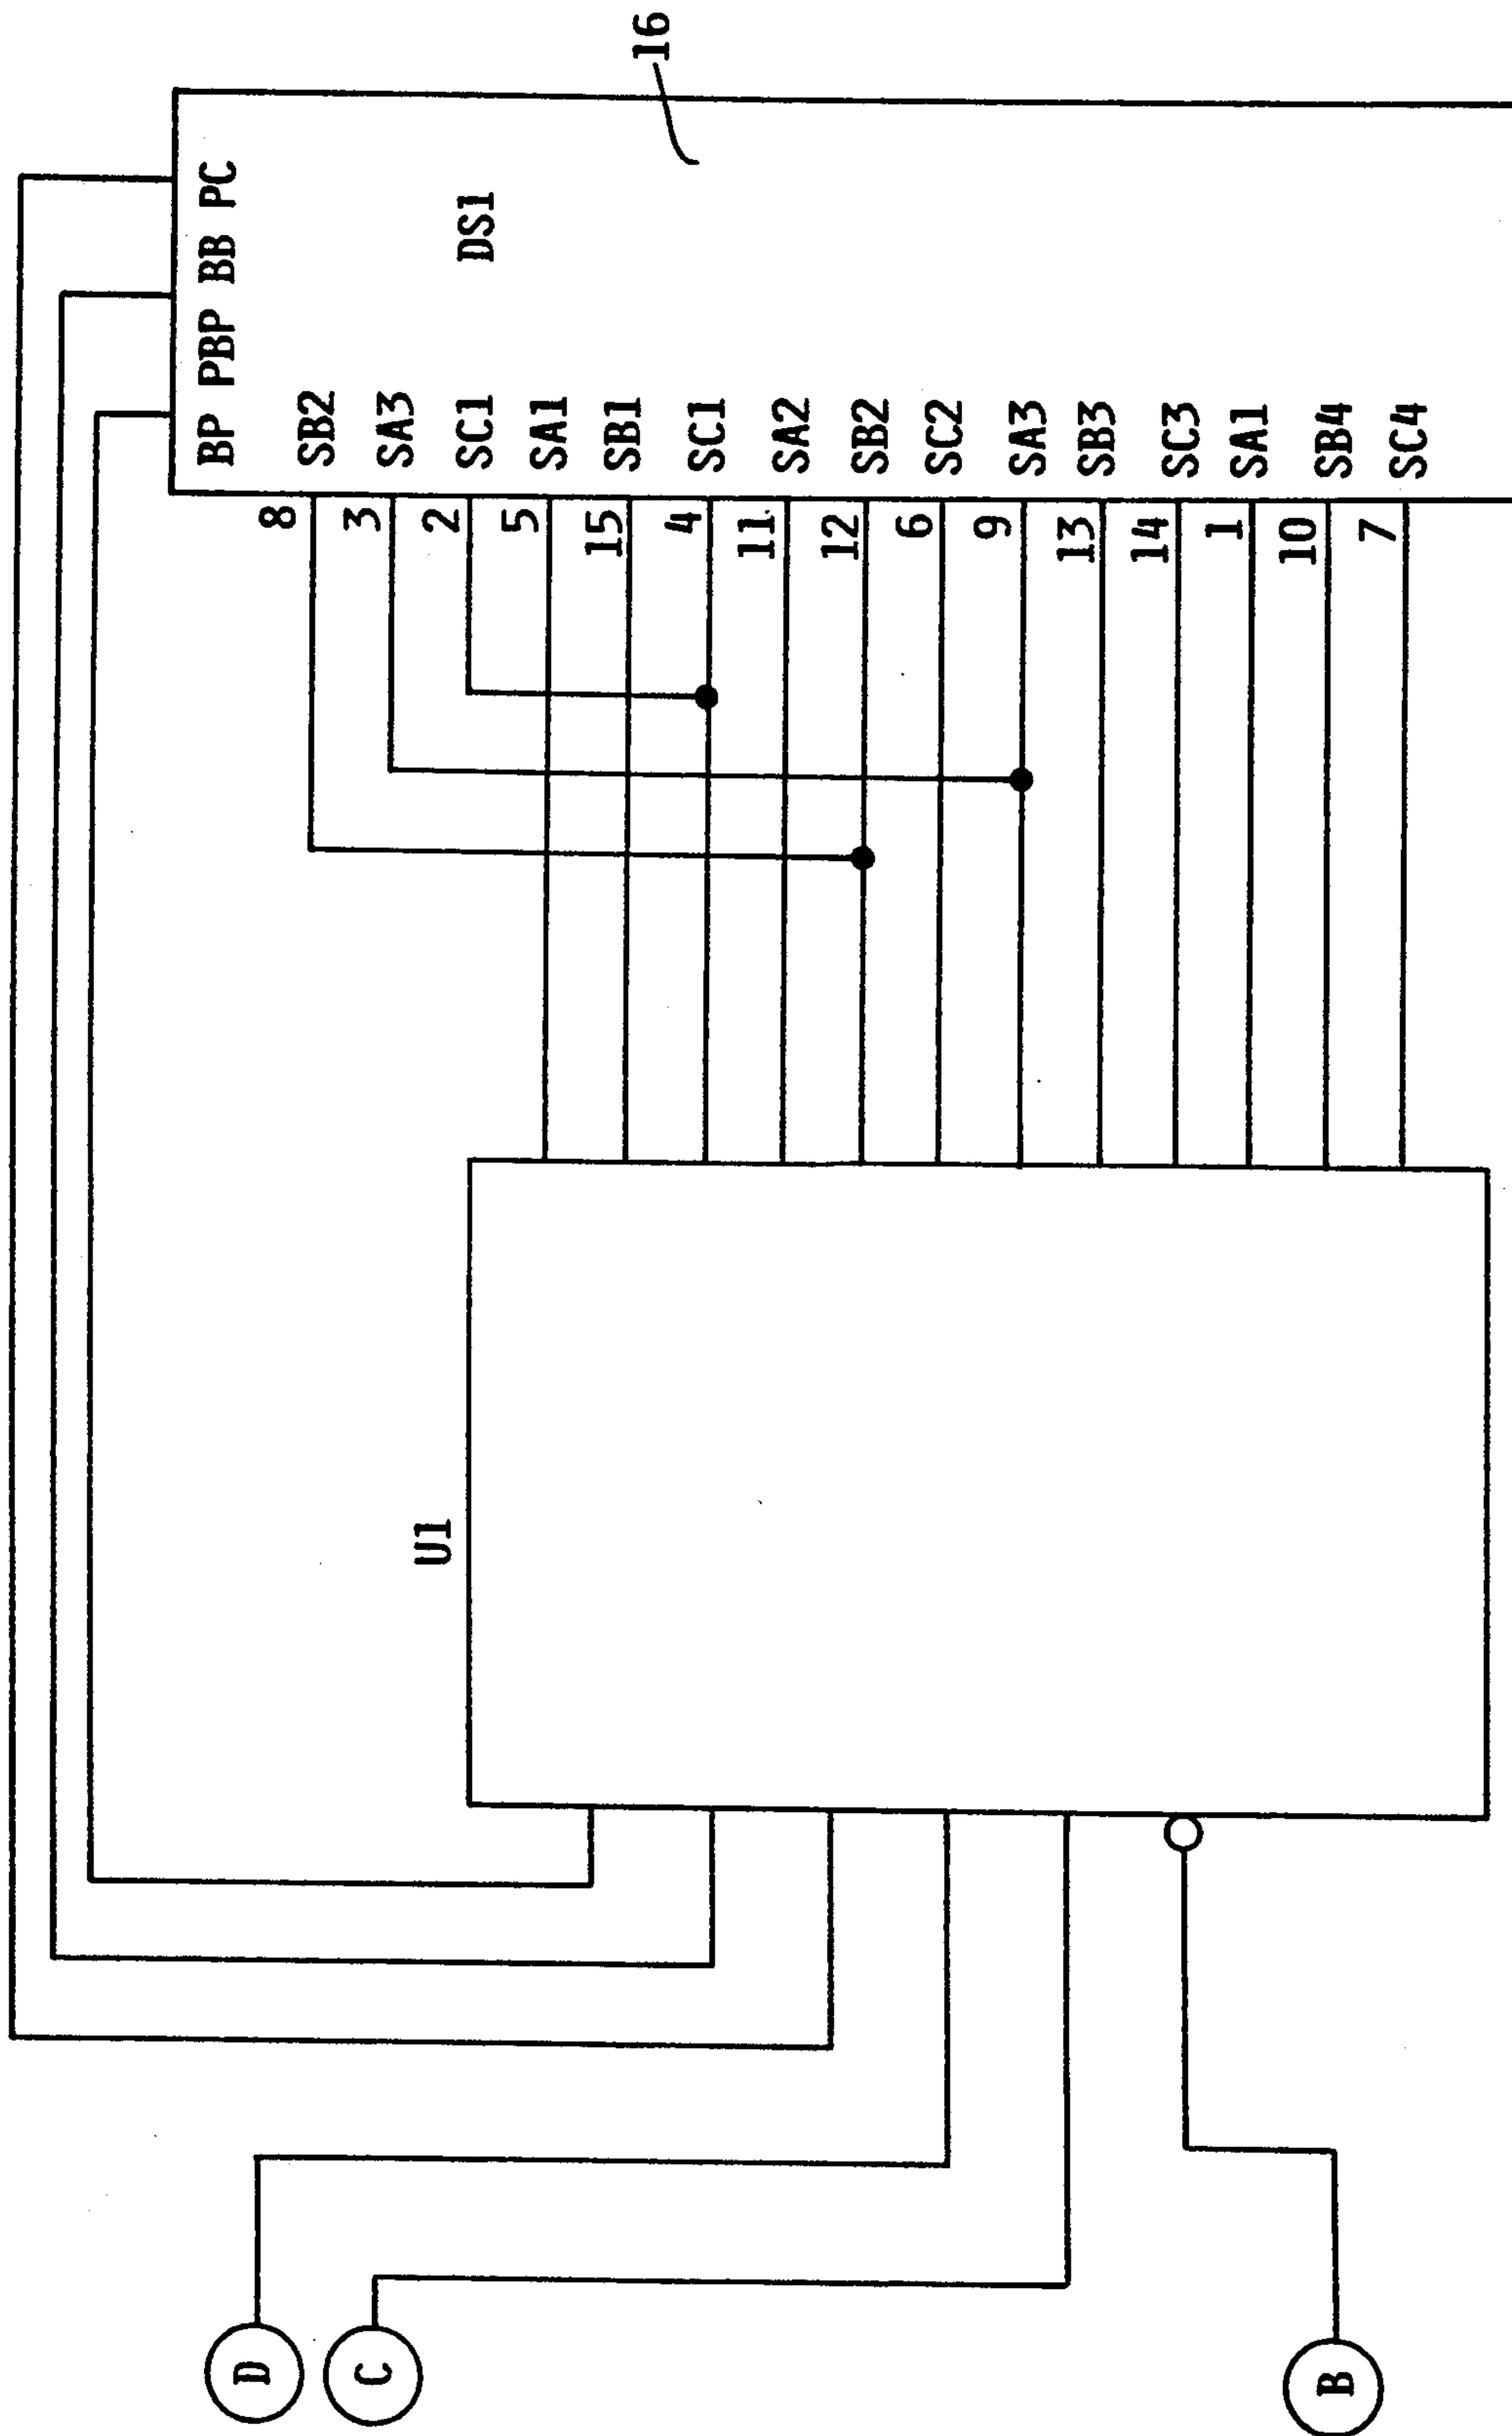 16
BP PBP BB PC
DS1
8 SB2
3 SA3
2 SC1
5 SA1
15 SB1
4 SC1
11 SA2
12 SB2
6 SC2
9 SA3
13 SB3
14 SC3
1 SA1
10 SB4
7 SC4
U1
D
C
B